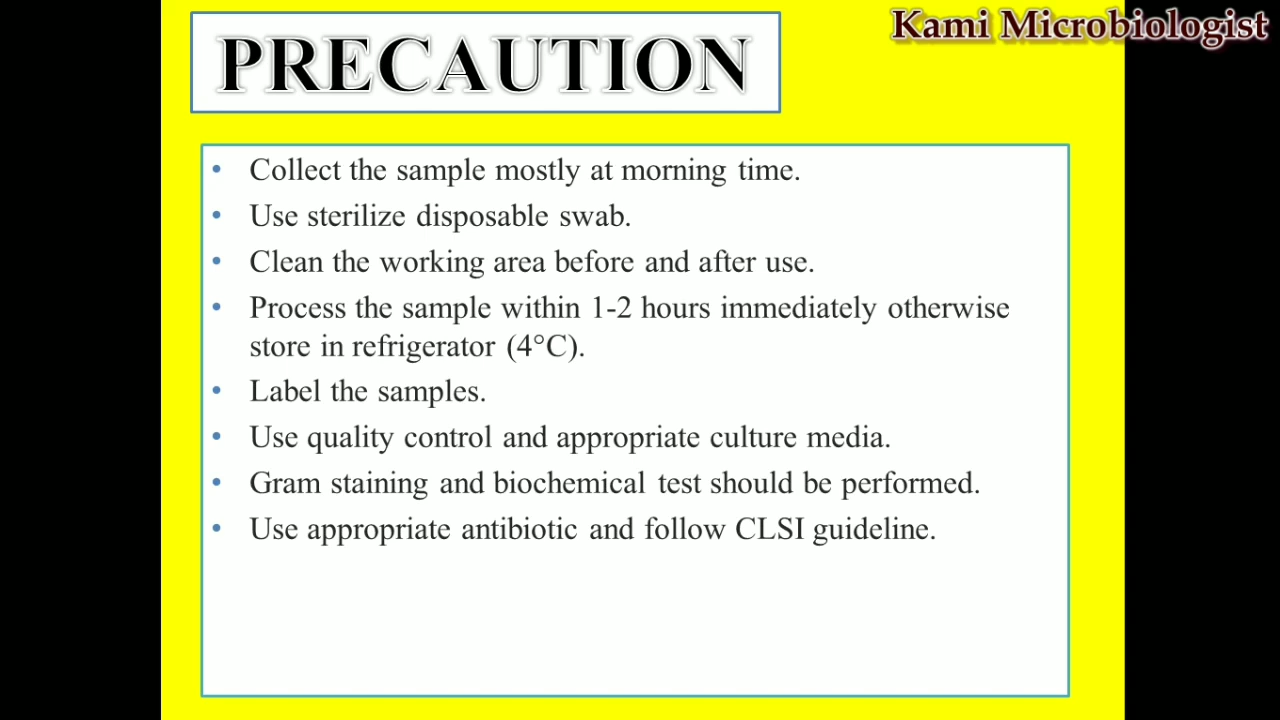 Kami Microbiologist
PRECAUTION
• Collect the sample mostly at morning time.
• Use sterilize disposable swab.
• Clean the working area before and after use.
• Process the sample within 1-2 hours immediately otherwise
store in refrigerator (4°C).
• Label the samples.
• Use quality control and appropriate culture media.
• Gram staining and biochemical test should be performed.
• Use appropriate antibiotic and follow CLSI guideline.